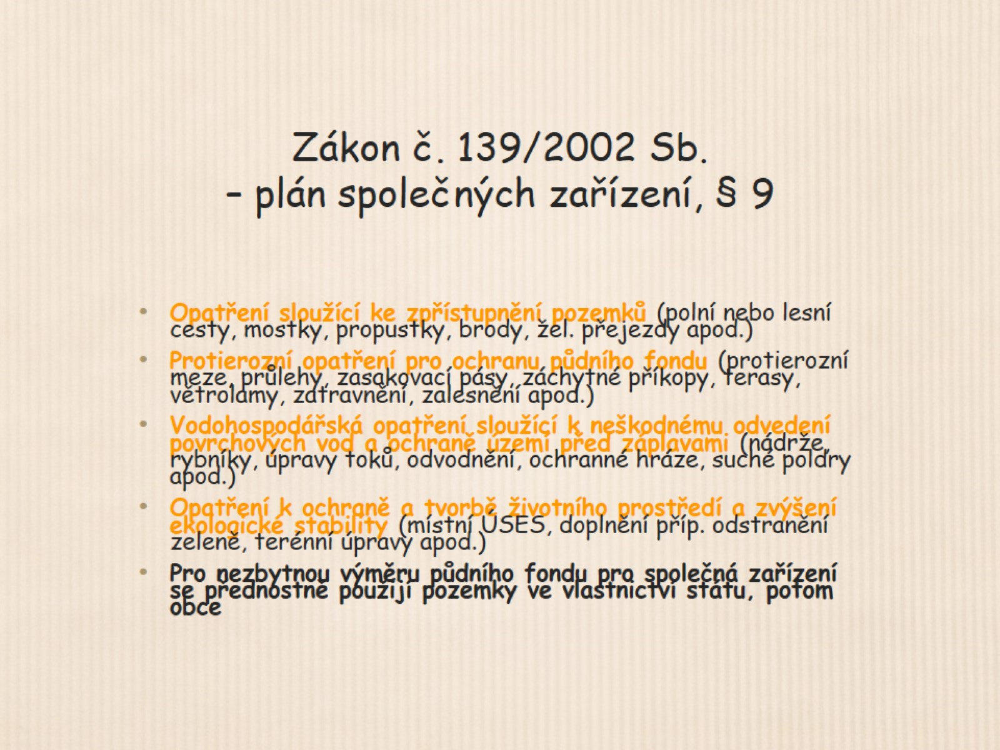 Zákon č. 139/2002 Sb.
– plán společných zařízení, § 9
• Opatření sloužící ke zpřístupnění pozemků (polní nebo lesní
cesty, mostky, propustky, brody, žel. přejezdy apod.)
• Protierozní opatření pro ochranu půdního fondu (protierozní
meze, průlehy, zasakovací pásy, záchytné příkopy, terasy,
větrolamy, zatravnění, zalesnění apod.)
• Vodohospodářská opatření sloužící k neškodnému odvedení
povrchových vod a ochraně území před záplavami (nádrže,
rybníky, úpravy toků, odvodnění, ochranné hráze, suché poldry
apod.)
• Opatření k ochraně a tvorbě životního prostředí a zvýšení
ekologické stability (místní ÚSES, doplnění příp. odstranění
zeleně, terénní úpravy apod.)
• Pro nezbytnou výměru půdního fondu pro společná zařízení
se přednostně použijí pozemky ve vlastnictví státu, potom
obce